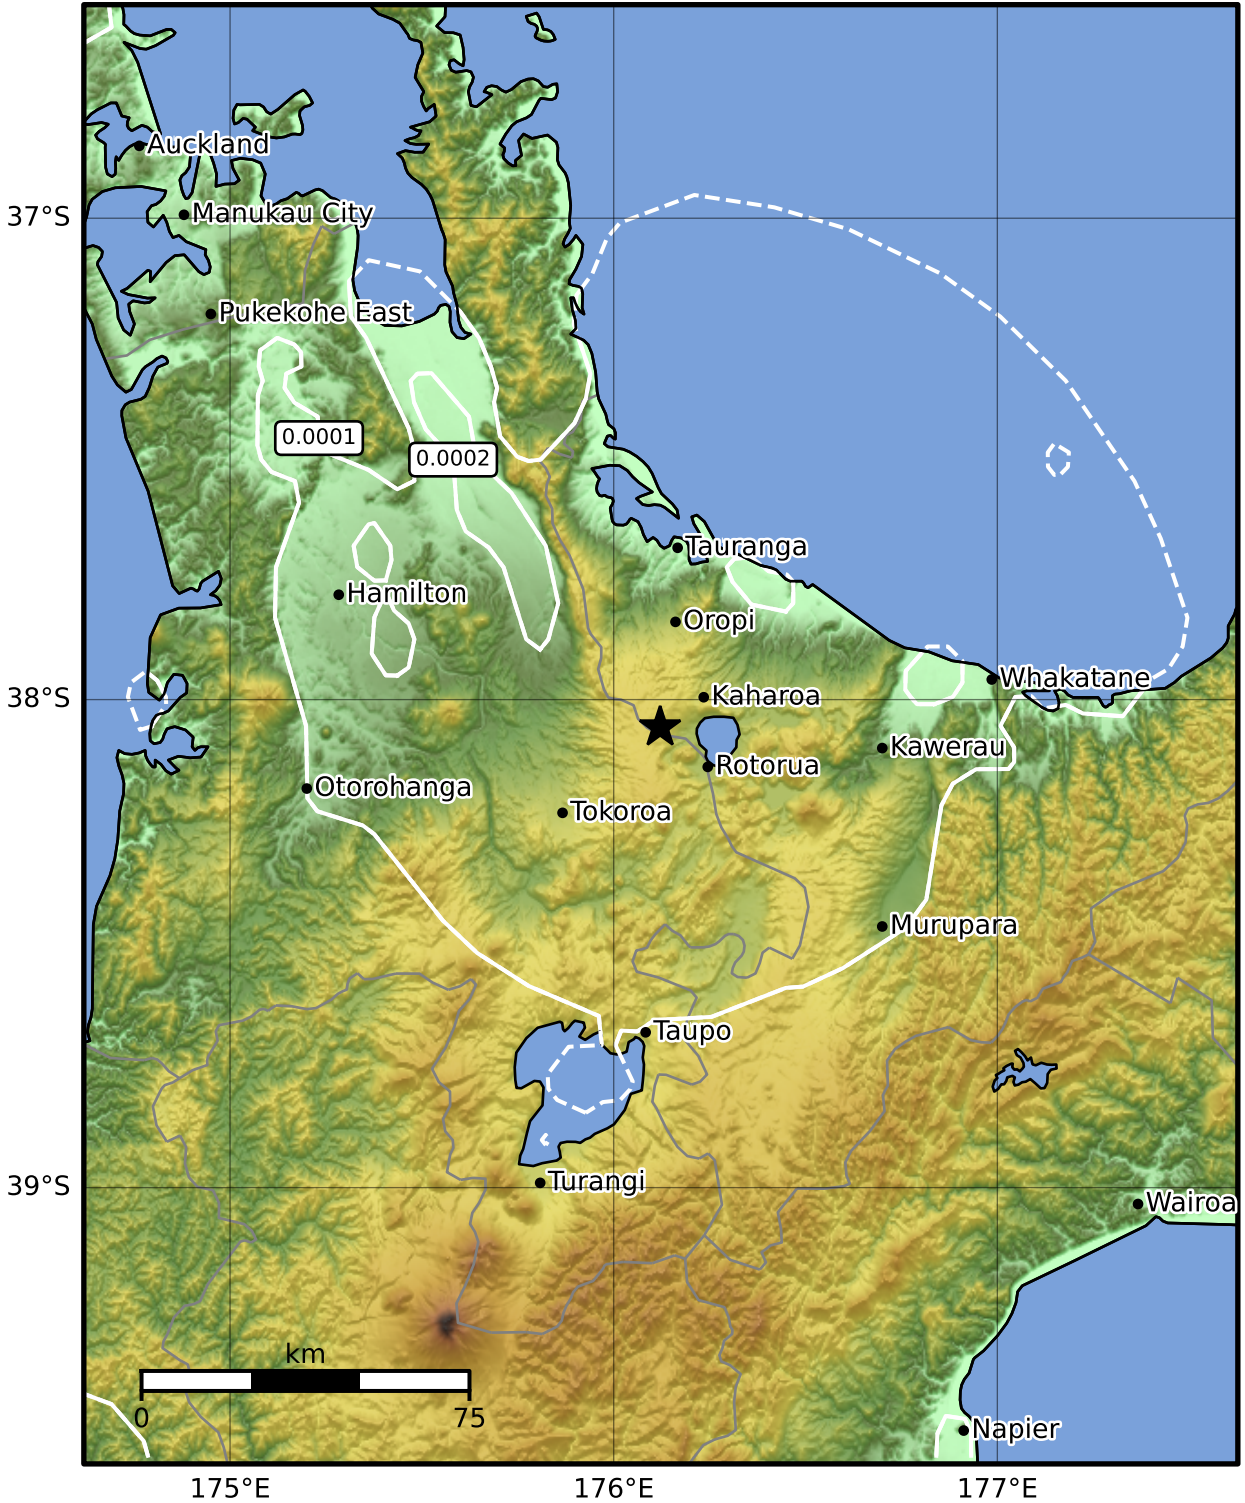 Auckland
Manukau City
37°S
Pukekohe East
0.0001
0.0002
Tauranga
Hamilton
Oropi
Whakatane
38°S
Kaharoa
Kawerau
Rotorua
Otorohanga
Tokoroa
Murupara
Taupo
Turangi
39°S
Wairoa
km
0
75
Napier
175°E
176°E
177°E